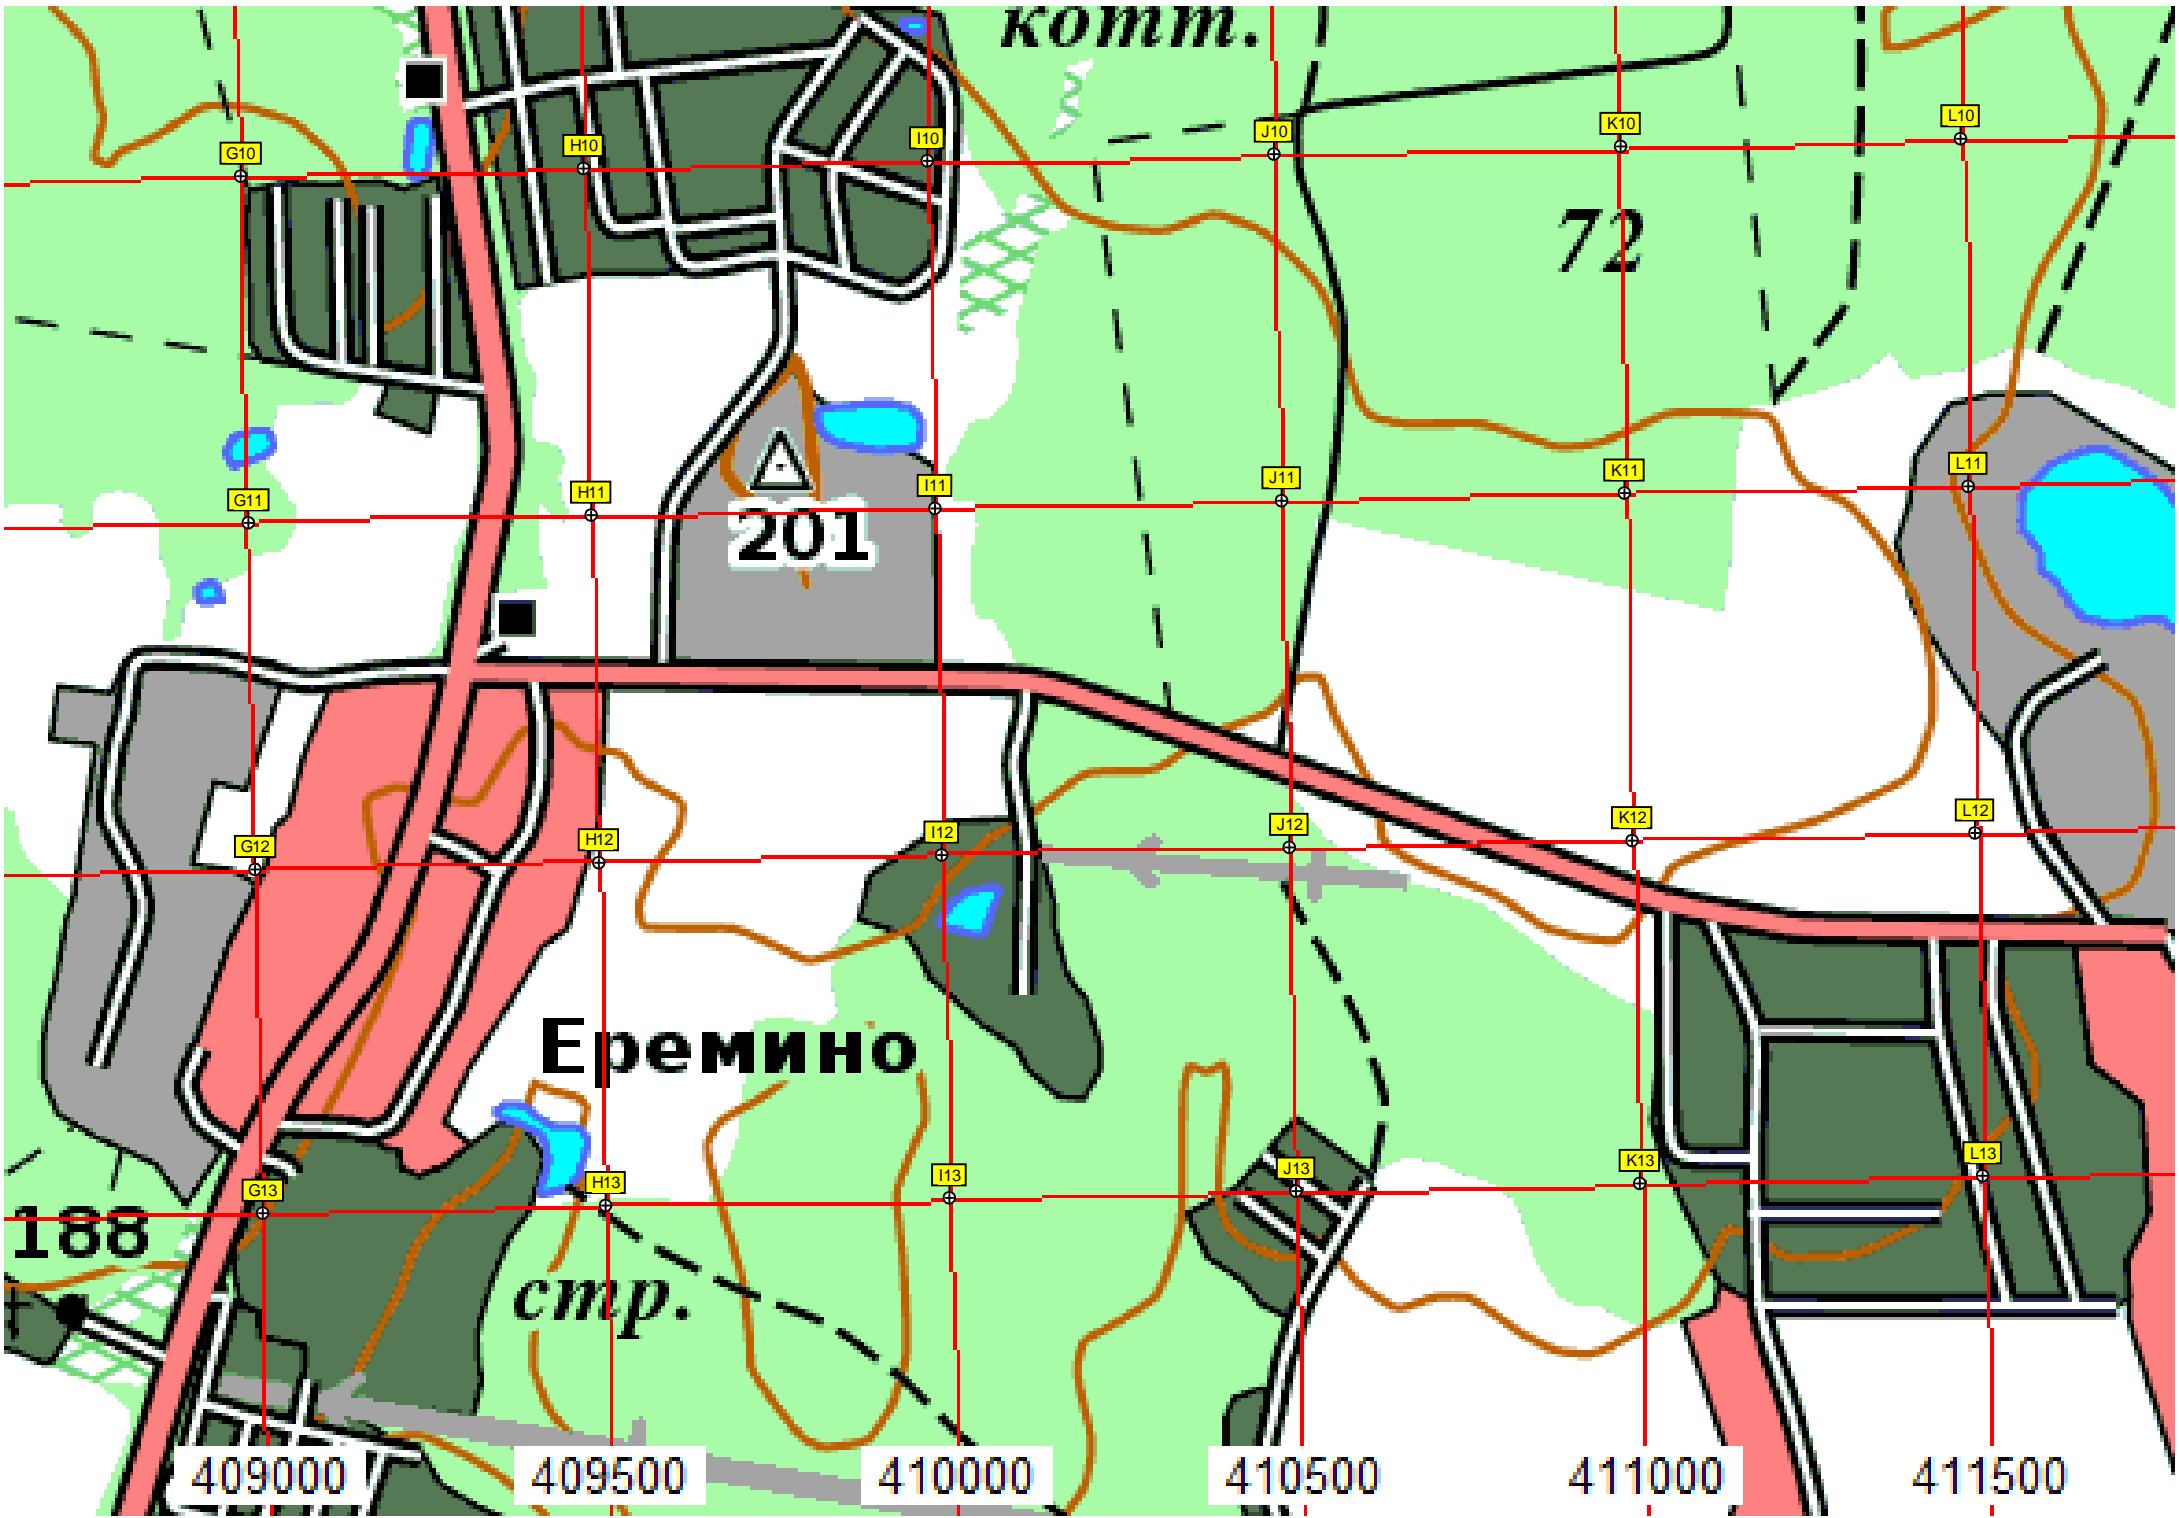 котт.
G10 H10 I10 J10 K10 L10
72
G11 H11 I11 J11 K11 L11
201
G12 H12 I12 J12 K12 L12
Еремино
G13 H13 I13 J13 K13 L13
188
стр.
409000 409500 410000 410500 411000 411500